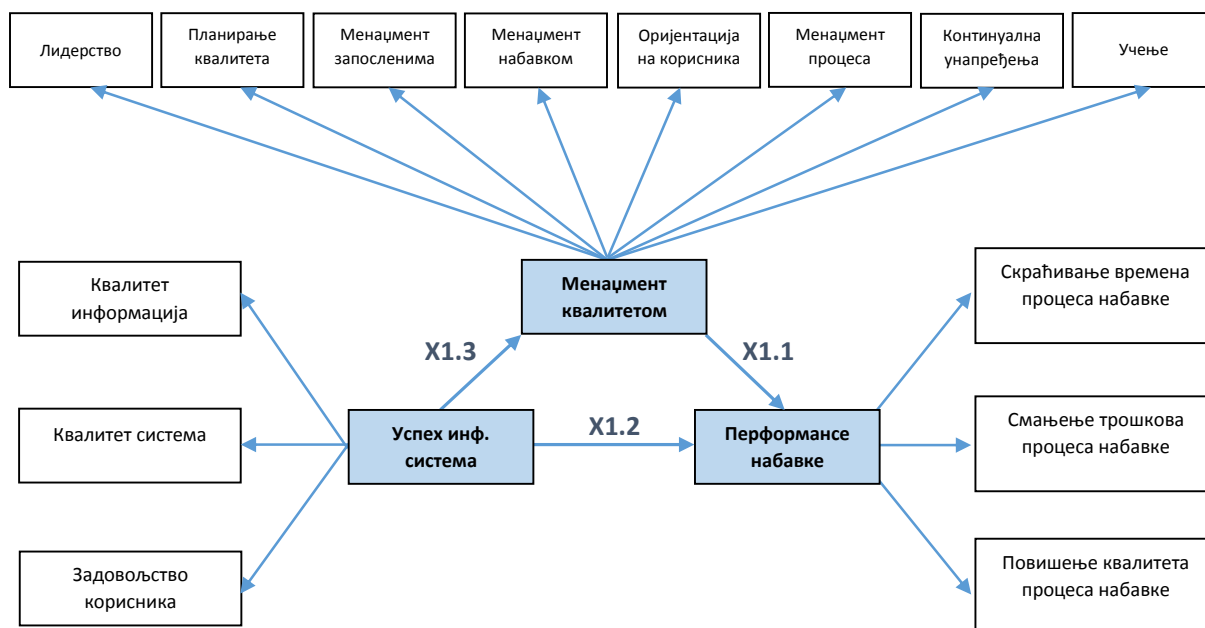 Лидерство
Планирање
квалитета
Менаџмент
запосленима
Менаџмент
набавком
Оријентација
на корисника
Менаџмент
процеса
Континуална
унапређења
Учење
Квалитет
информација
Менаџмент
квалитетом
Скраћивање времена
процеса набавке
X1.3
X1.1
Квалитет система
Успех инф.
система
X1.2
Перформансе
набавке
Смањење трошкова
процеса набавке
Задовољство
корисника
Повишење квалитета
процеса набавке